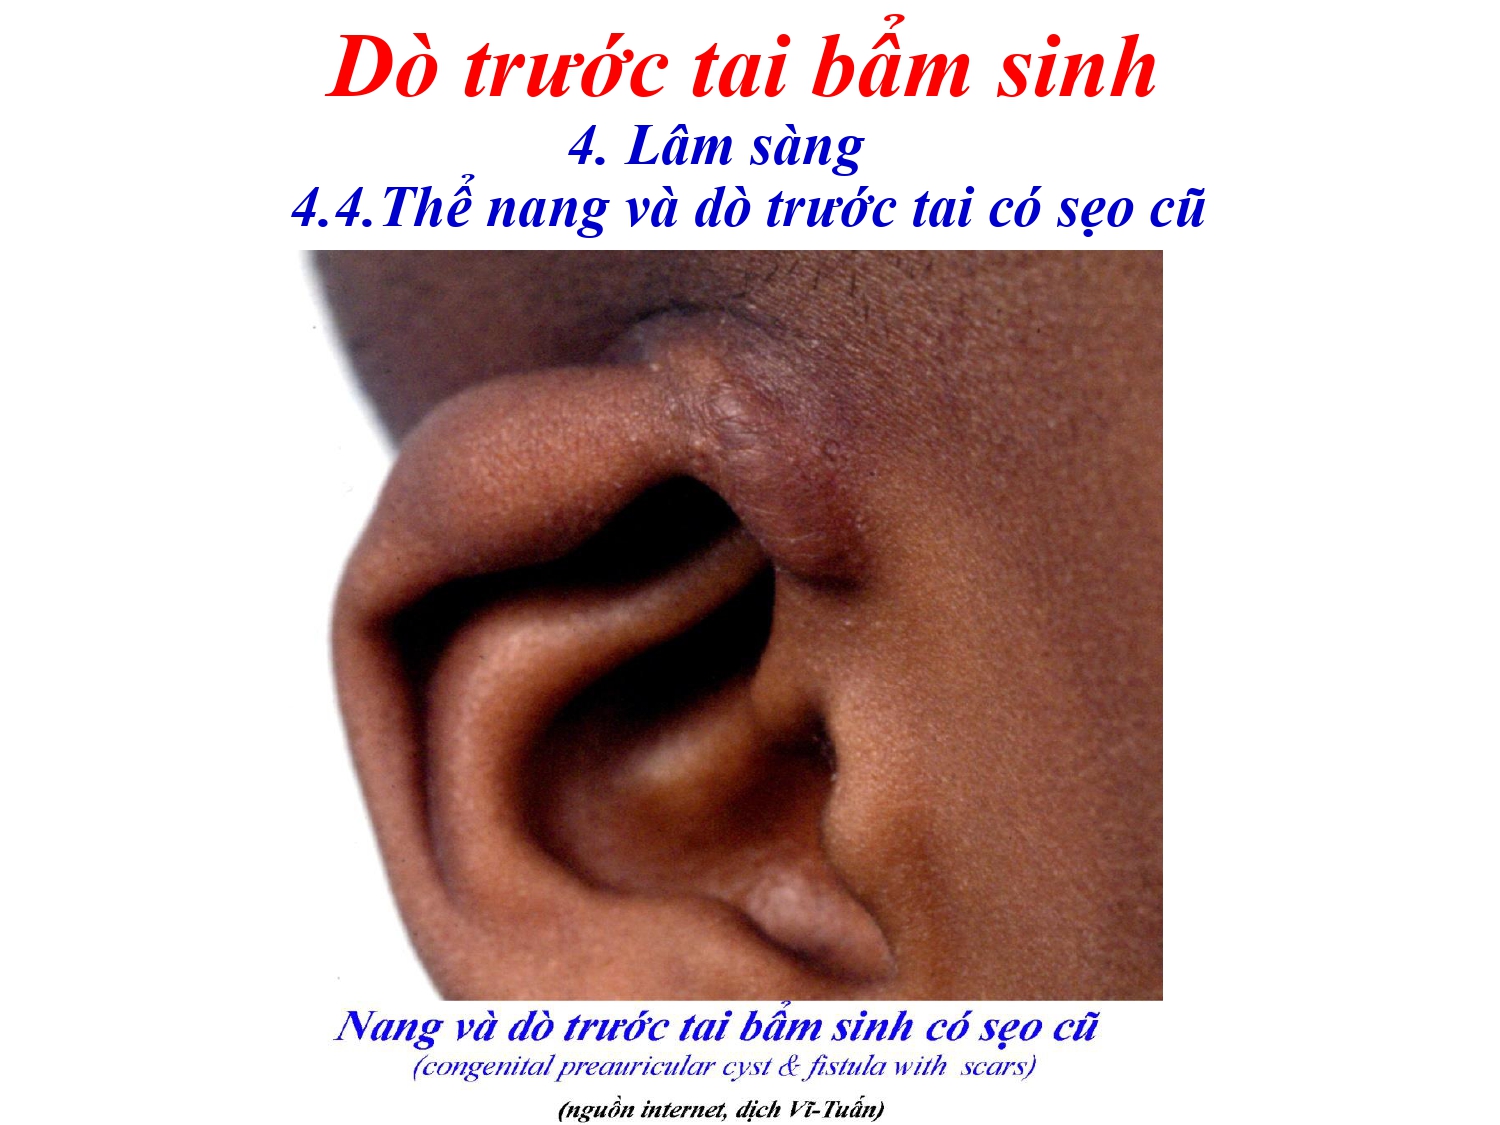 Dò trước tai bẩm sinh
4. Lâm sàng
4.4.Thể nang và dò trước tai có sẹo cũ
Nang và dò trước tai bẩm sinh có sẹo cũ
(congenital preauricular cyst & fistula with scars)
(nguồn internet, dịch Vĩ-Tuấn)